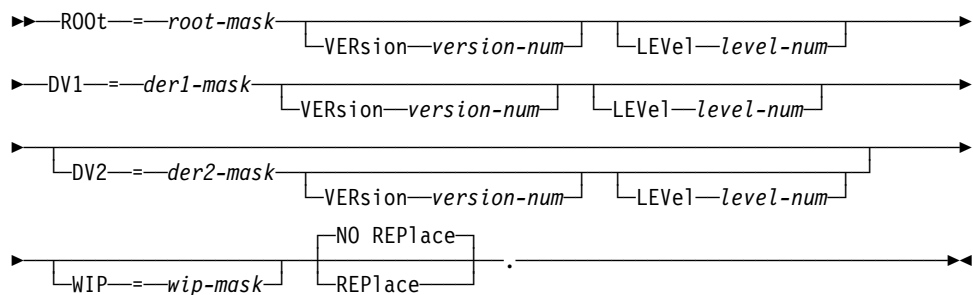 ROOt = root-mask VERsion version-num LEVel level-num
DV1 = der1-mask VERsion version-num LEVel level-num
DV2 = der2-mask VERsion version-num LEVel level-num
NO REPlace
WIP = wip-mask REPlace .